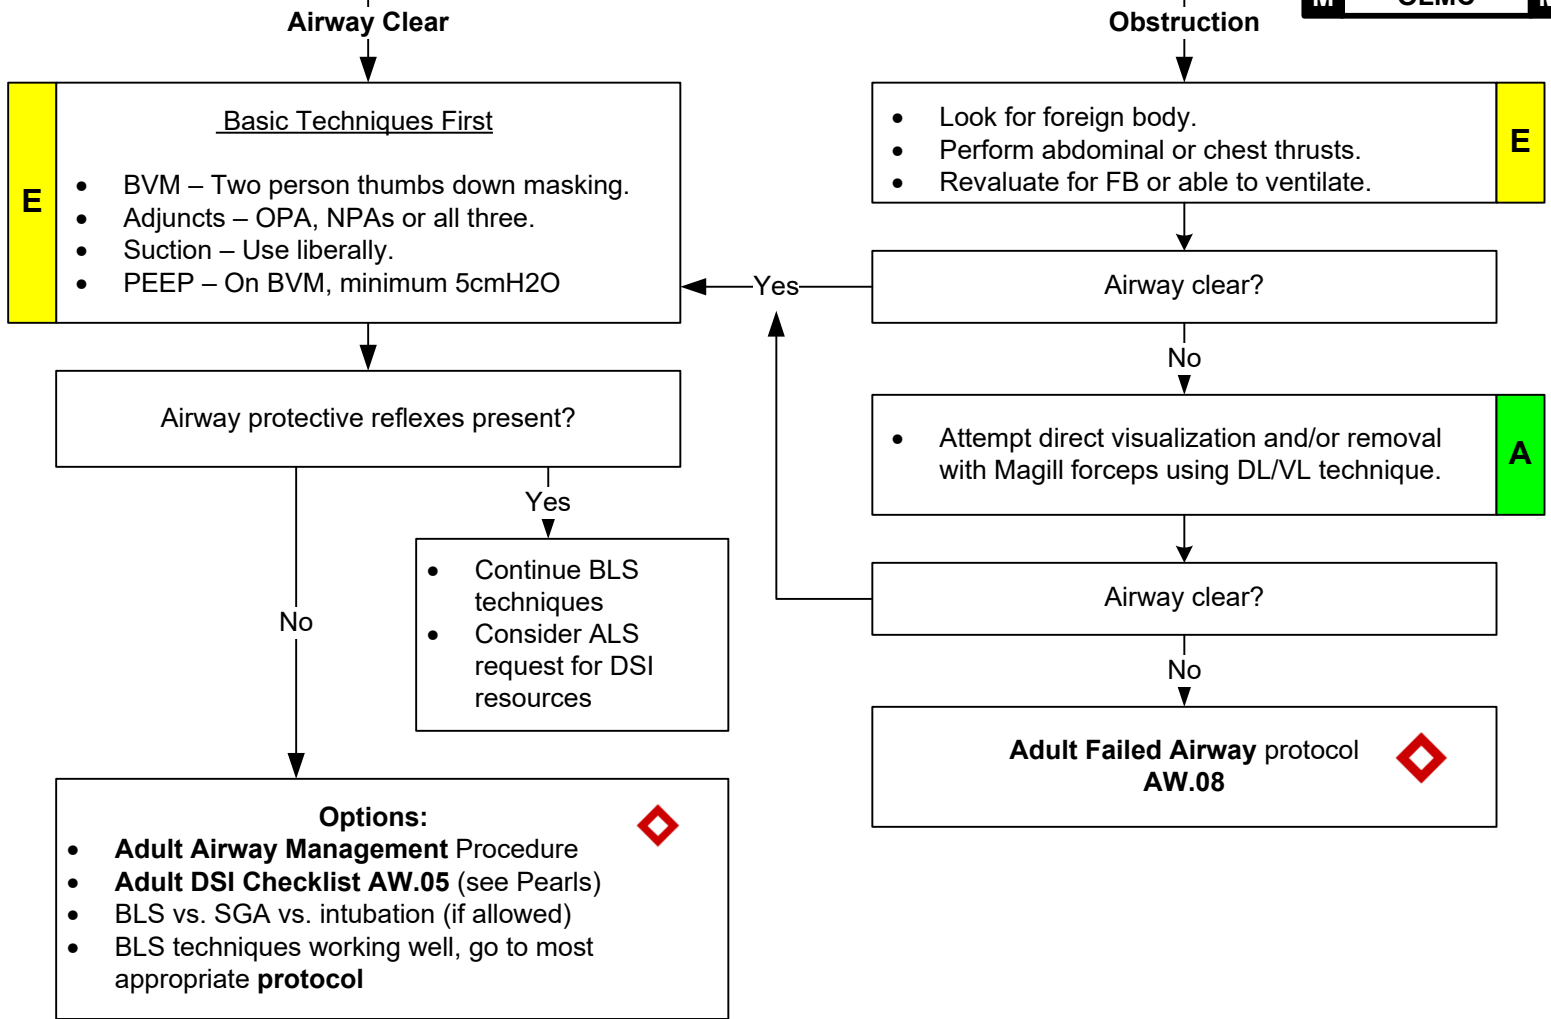 Airway Clear
Obstruction
M
E
Basic Techniques First
• BVM – Two person thumbs down masking.
• Adjuncts – OPA, NPAs or all three.
• Suction – Use liberally.
• PEEP – On BVM, minimum 5cmH2O
• Look for foreign body.
• Perform abdominal or chest thrusts.
• Revaluate for FB or able to ventilate.
E
Yes
Airway clear?
No
Airway protective reflexes present?
• Attempt direct visualization and/or removal
with Magill forceps using DL/VL technique.
A
Yes
• Continue BLS
techniques
• Consider ALS
request for DSI
resources
No
Airway clear?
No
Adult Failed Airway protocol
AW.08
Options:
• Adult Airway Management Procedure
• Adult DSI Checklist AW.05 (see Pearls)
• BLS vs. SGA vs. intubation (if allowed)
• BLS techniques working well, go to most
appropriate protocol